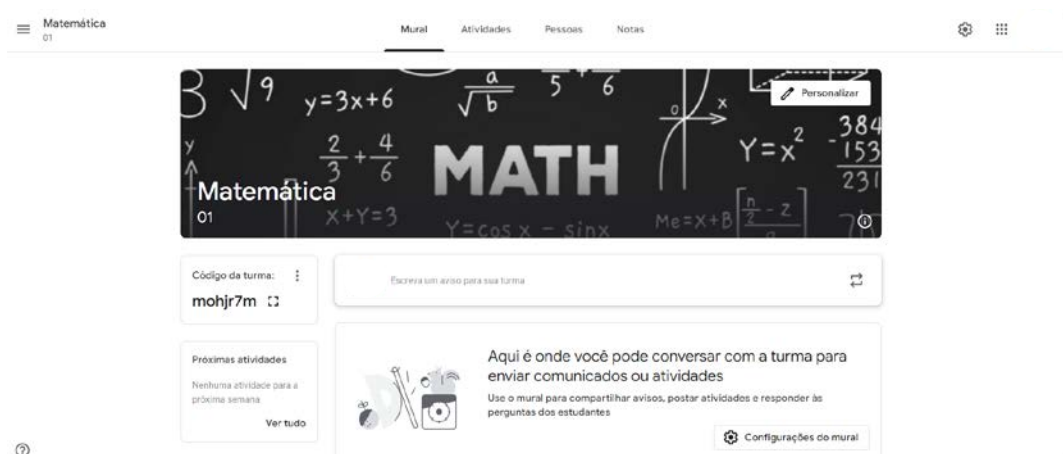 Matemática
01
Mural Atividades Pessoas Notas
Personalizar
3 √9 y=3x+6 a √b 5 + 6
2/3 + 4/6
MATH
Y=x²
-384
153
231
y
0
x
Matemática
01
X+Y=3
Y=cos x - sinx
Me=X+B
n/2 - z
Código da turma:
mohjr7m
Escreva um aviso para sua turma
Próximas atividades
Nenhuma atividade para a
próxima semana
Ver tudo
Aqui é onde você pode conversar com a turma para
enviar comunicados ou atividades
Use o mural para compartilhar avisos, postar atividades e responder às
perguntas dos estudantes
Configurações do mural